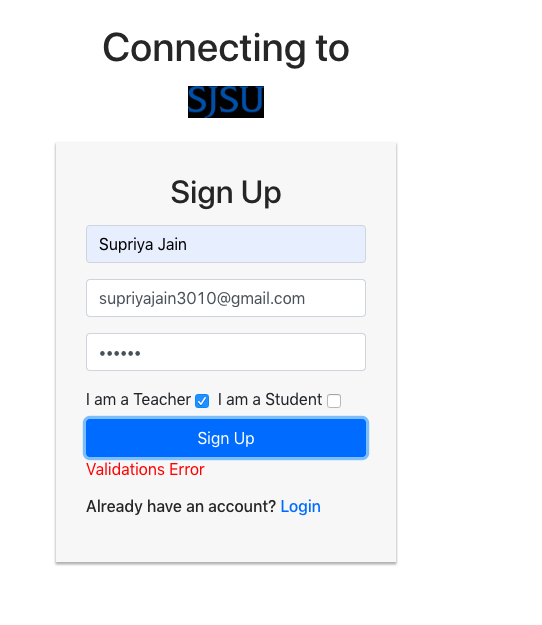 Connecting to
SJSU
Sign Up
Supriya Jain
supriyajain3010@gmail.com
••••••
I am a Teacher I am a Student
Sign Up
Validations Error
Already have an account? Login